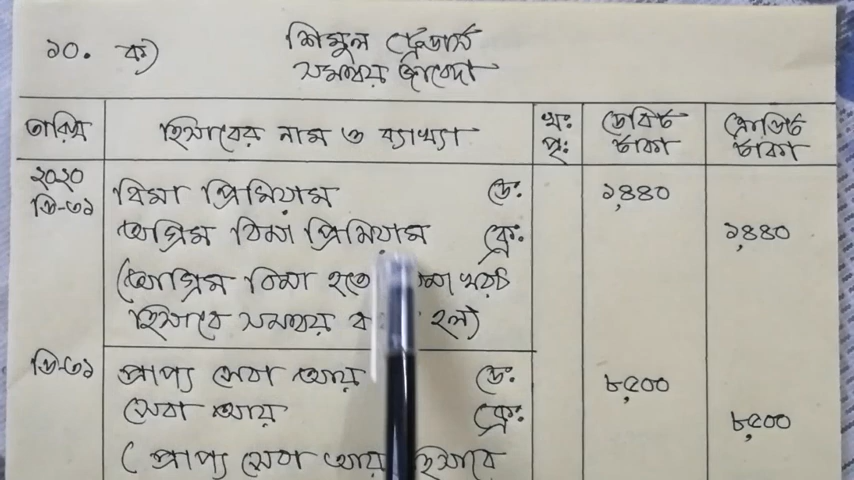 ১০. ক) শিমুল ট্রেডার্স
সমন্বয় জাবেদা
তারিখ হিসাবের নাম ও ব্যাখ্যা খঃ পৃঃ ডেবিট টাকা ক্রেডিট টাকা
২০২০
ডি-৩১ বিমা প্রিমিয়াম ডে: ১,৪৪০
অগ্রিম বিমা প্রিমিয়াম ক্রে: ১,৪৪০
(অগ্রিম বিমা হতে খরচ
হিসাবে সমন্বয় হল)
ডি-৩১ প্রাপ্য সেবা আয় ডে: ৮,৫০০
সেবা আয় ক্রে: ৮,৫০০
( প্রাপ্য সেবা আয় হিসাবে